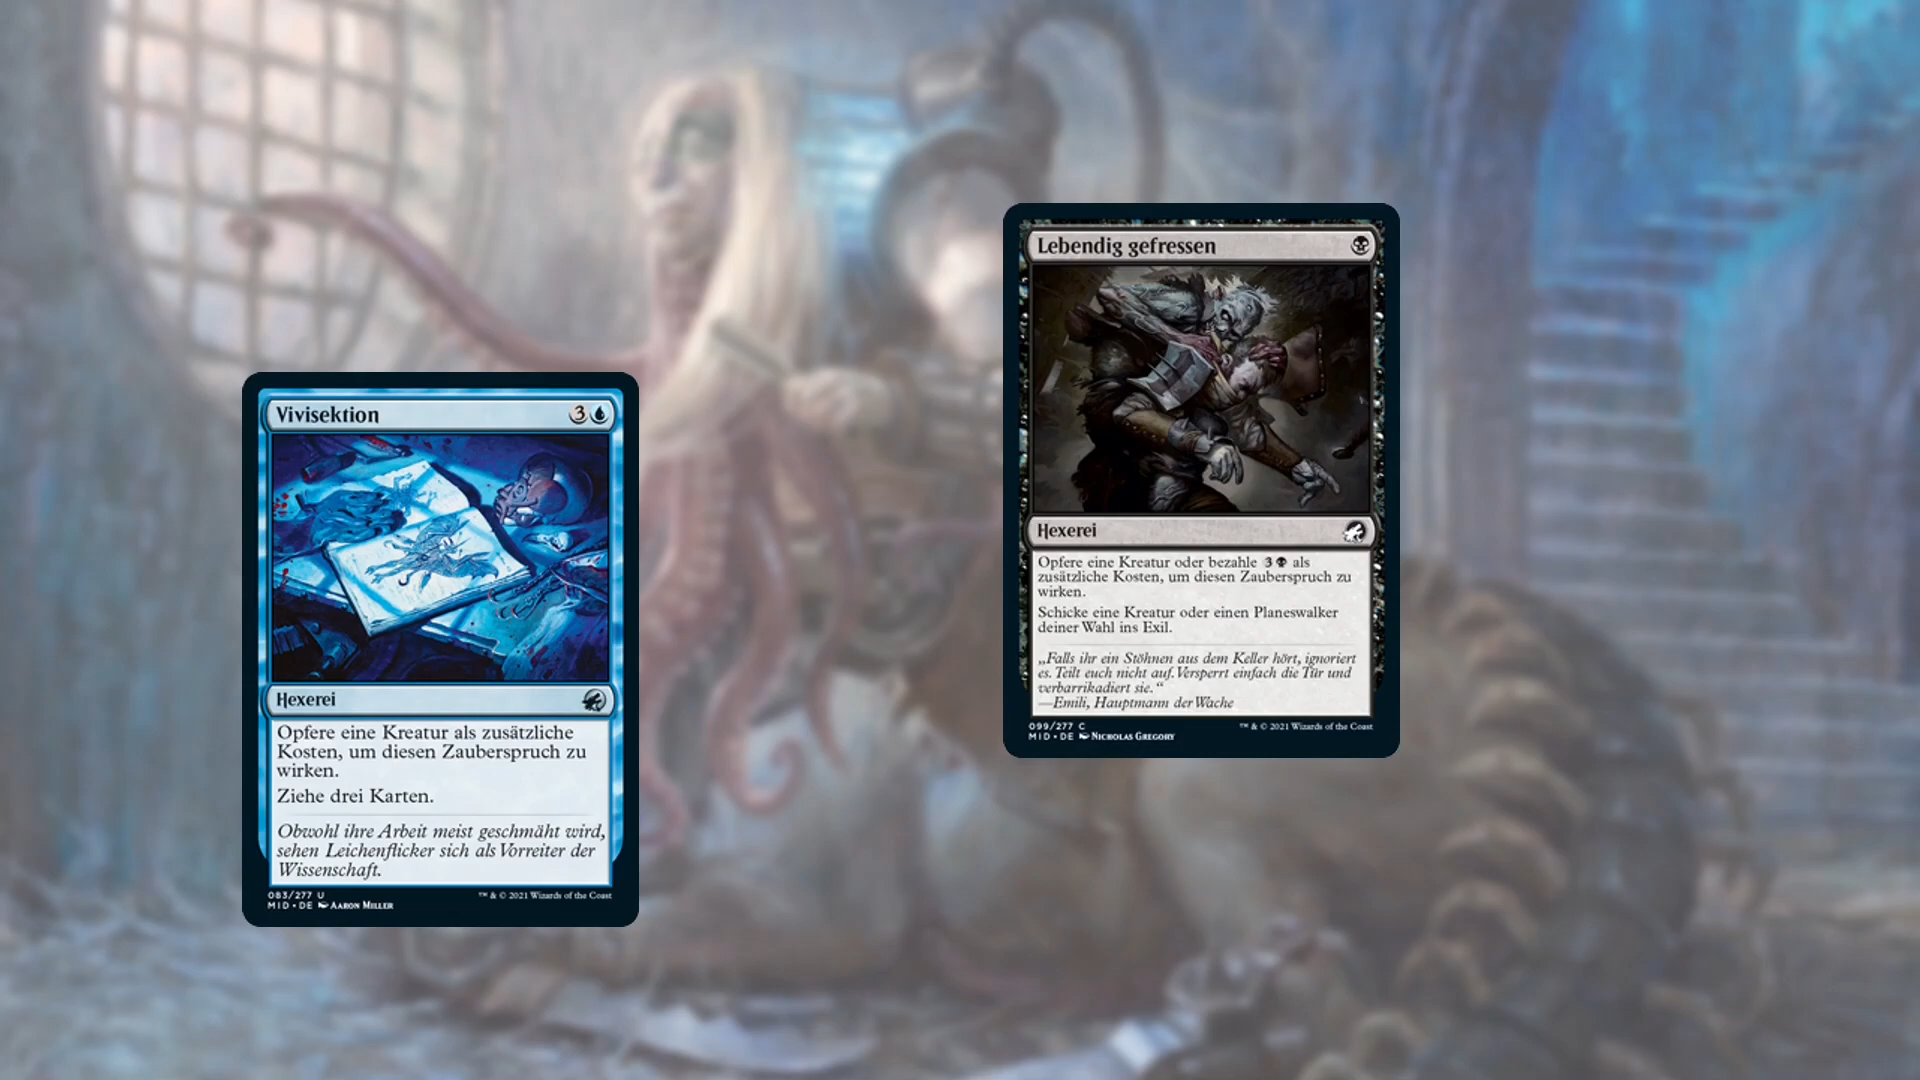 Vivisektion 3
Hexerei
Opfere eine Kreatur als zusätzliche
Kosten, um diesen Zauberspruch zu
wirken.
Ziehe drei Karten.
Obwohl ihre Arbeit meist geschmäht wird,
sehen Leichenflicker sich als Vorreiter der
Wissenschaft.
083/277 U
MID • DE Aaron Miller
™ & © 2021 Wizards of the Coast
Lebendig gefressen
Hexerei
Opfere eine Kreatur oder bezahle 3 als
zusätzliche Kosten, um diesen Zauberspruch zu
wirken.
Schicke eine Kreatur oder einen Planeswalker
deiner Wahl ins Exil.
„Falls ihr ein Stöhnen aus dem Keller hört, ignoriert
es. Teilt euch nicht auf. Versperrt einfach die Tür und
verbarrikadiert sie.“
—Emili, Hauptmann der Wache
099/277 C
MID • DE Nicholas Gregory
™ & © 2021 Wizards of the Coast